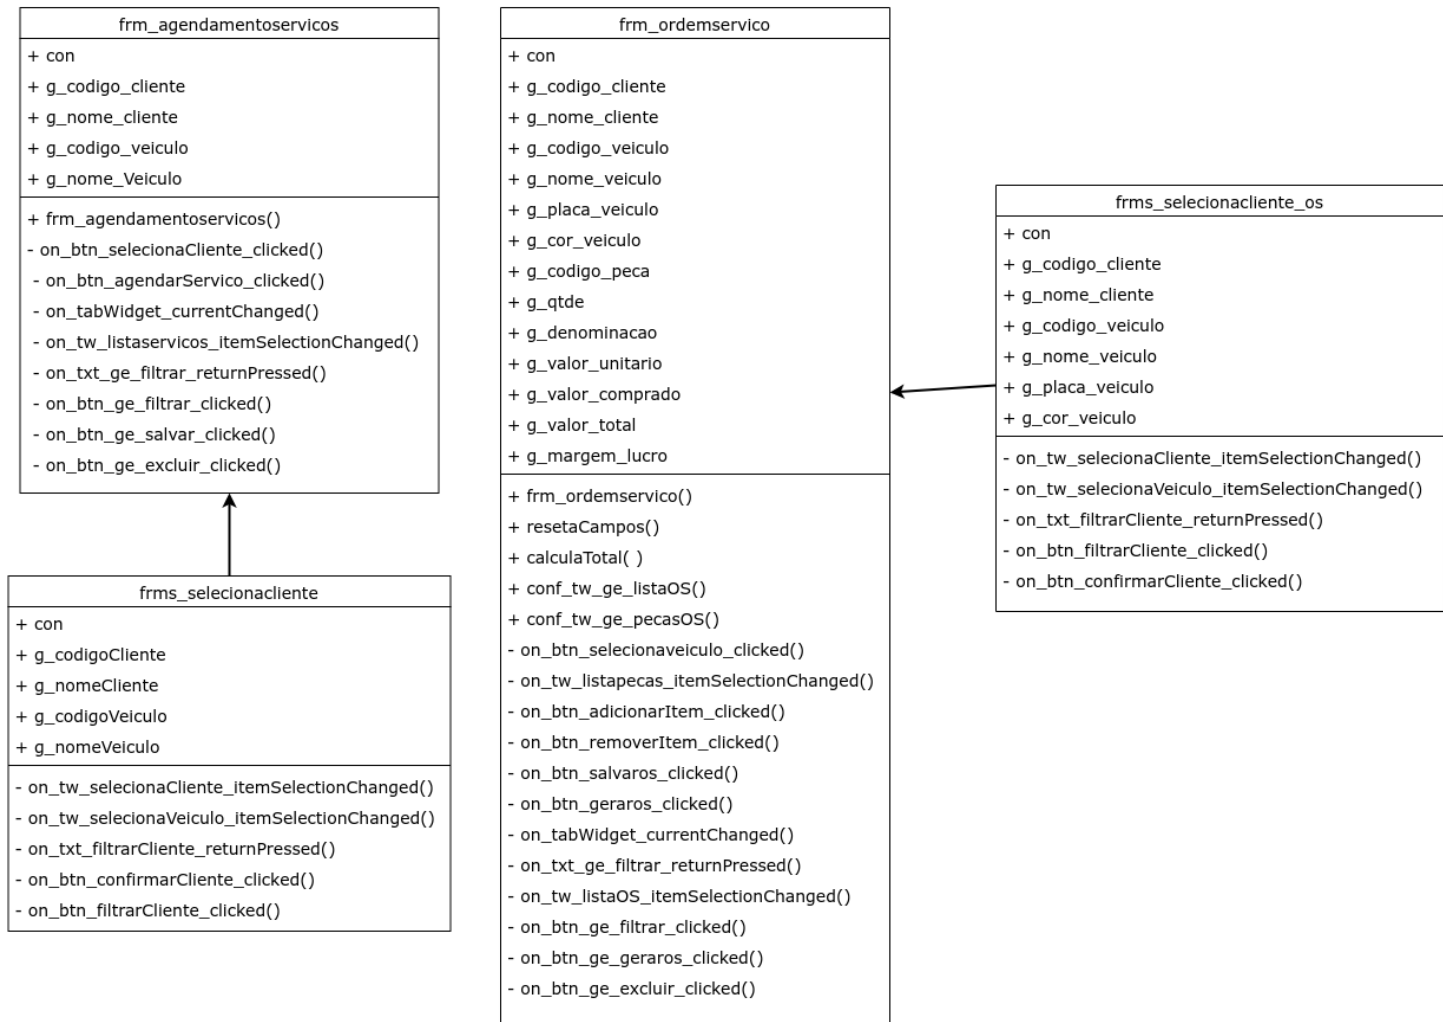 frm_agendamentoservicos
+ con
+ g_codigo_cliente
+ g_nome_cliente
+ g_codigo_veiculo
+ g_nome_Veiculo
+ frm_agendamentoservicos()
- on_btn_selecionaCliente_clicked()
- on_btn_agendarServico_clicked()
- on_tabWidget_currentChanged()
- on_tw_listaservicos_itemSelectionChanged()
- on_txt_ge_filtrar_returnPressed()
- on_btn_ge_filtrar_clicked()
- on_btn_ge_salvar_clicked()
- on_btn_ge_excluir_clicked()
frms_selecionacliente
+ con
+ g_codigoCliente
+ g_nomeCliente
+ g_codigoVeiculo
+ g_nomeVeiculo
- on_tw_selecionaCliente_itemSelectionChanged()
- on_tw_selecionaVeiculo_itemSelectionChanged()
- on_txt_filtrarCliente_returnPressed()
- on_btn_confirmarCliente_clicked()
- on_btn_filtrarCliente_clicked()
frm_ordemservico
+ con
+ g_codigo_cliente
+ g_nome_cliente
+ g_codigo_veiculo
+ g_nome_veiculo
+ g_placa_veiculo
+ g_cor_veiculo
+ g_codigo_peca
+ g_qtde
+ g_denominacao
+ g_valor_unitario
+ g_valor_comprado
+ g_valor_total
+ g_margem_lucro
+ frm_ordemservico()
+ resetaCampos()
+ calculaTotal( )
+ conf_tw_ge_listaOS()
+ conf_tw_ge_pecasOS()
- on_btn_selecionaveiculo_clicked()
- on_tw_listapecas_itemSelectionChanged()
- on_btn_adicionarItem_clicked()
- on_btn_removerItem_clicked()
- on_btn_salvaros_clicked()
- on_btn_geraros_clicked()
- on_tabWidget_currentChanged()
- on_txt_ge_filtrar_returnPressed()
- on_tw_listaOS_itemSelectionChanged()
- on_btn_ge_filtrar_clicked()
- on_btn_ge_geraros_clicked()
- on_btn_ge_excluir_clicked()
frms_selecionacliente_os
+ con
+ g_codigo_cliente
+ g_nome_cliente
+ g_codigo_veiculo
+ g_nome_veiculo
+ g_placa_veiculo
+ g_cor_veiculo
- on_tw_selecionaCliente_itemSelectionChanged()
- on_tw_selecionaVeiculo_itemSelectionChanged()
- on_txt_filtrarCliente_returnPressed()
- on_btn_filtrarCliente_clicked()
- on_btn_confirmarCliente_clicked()